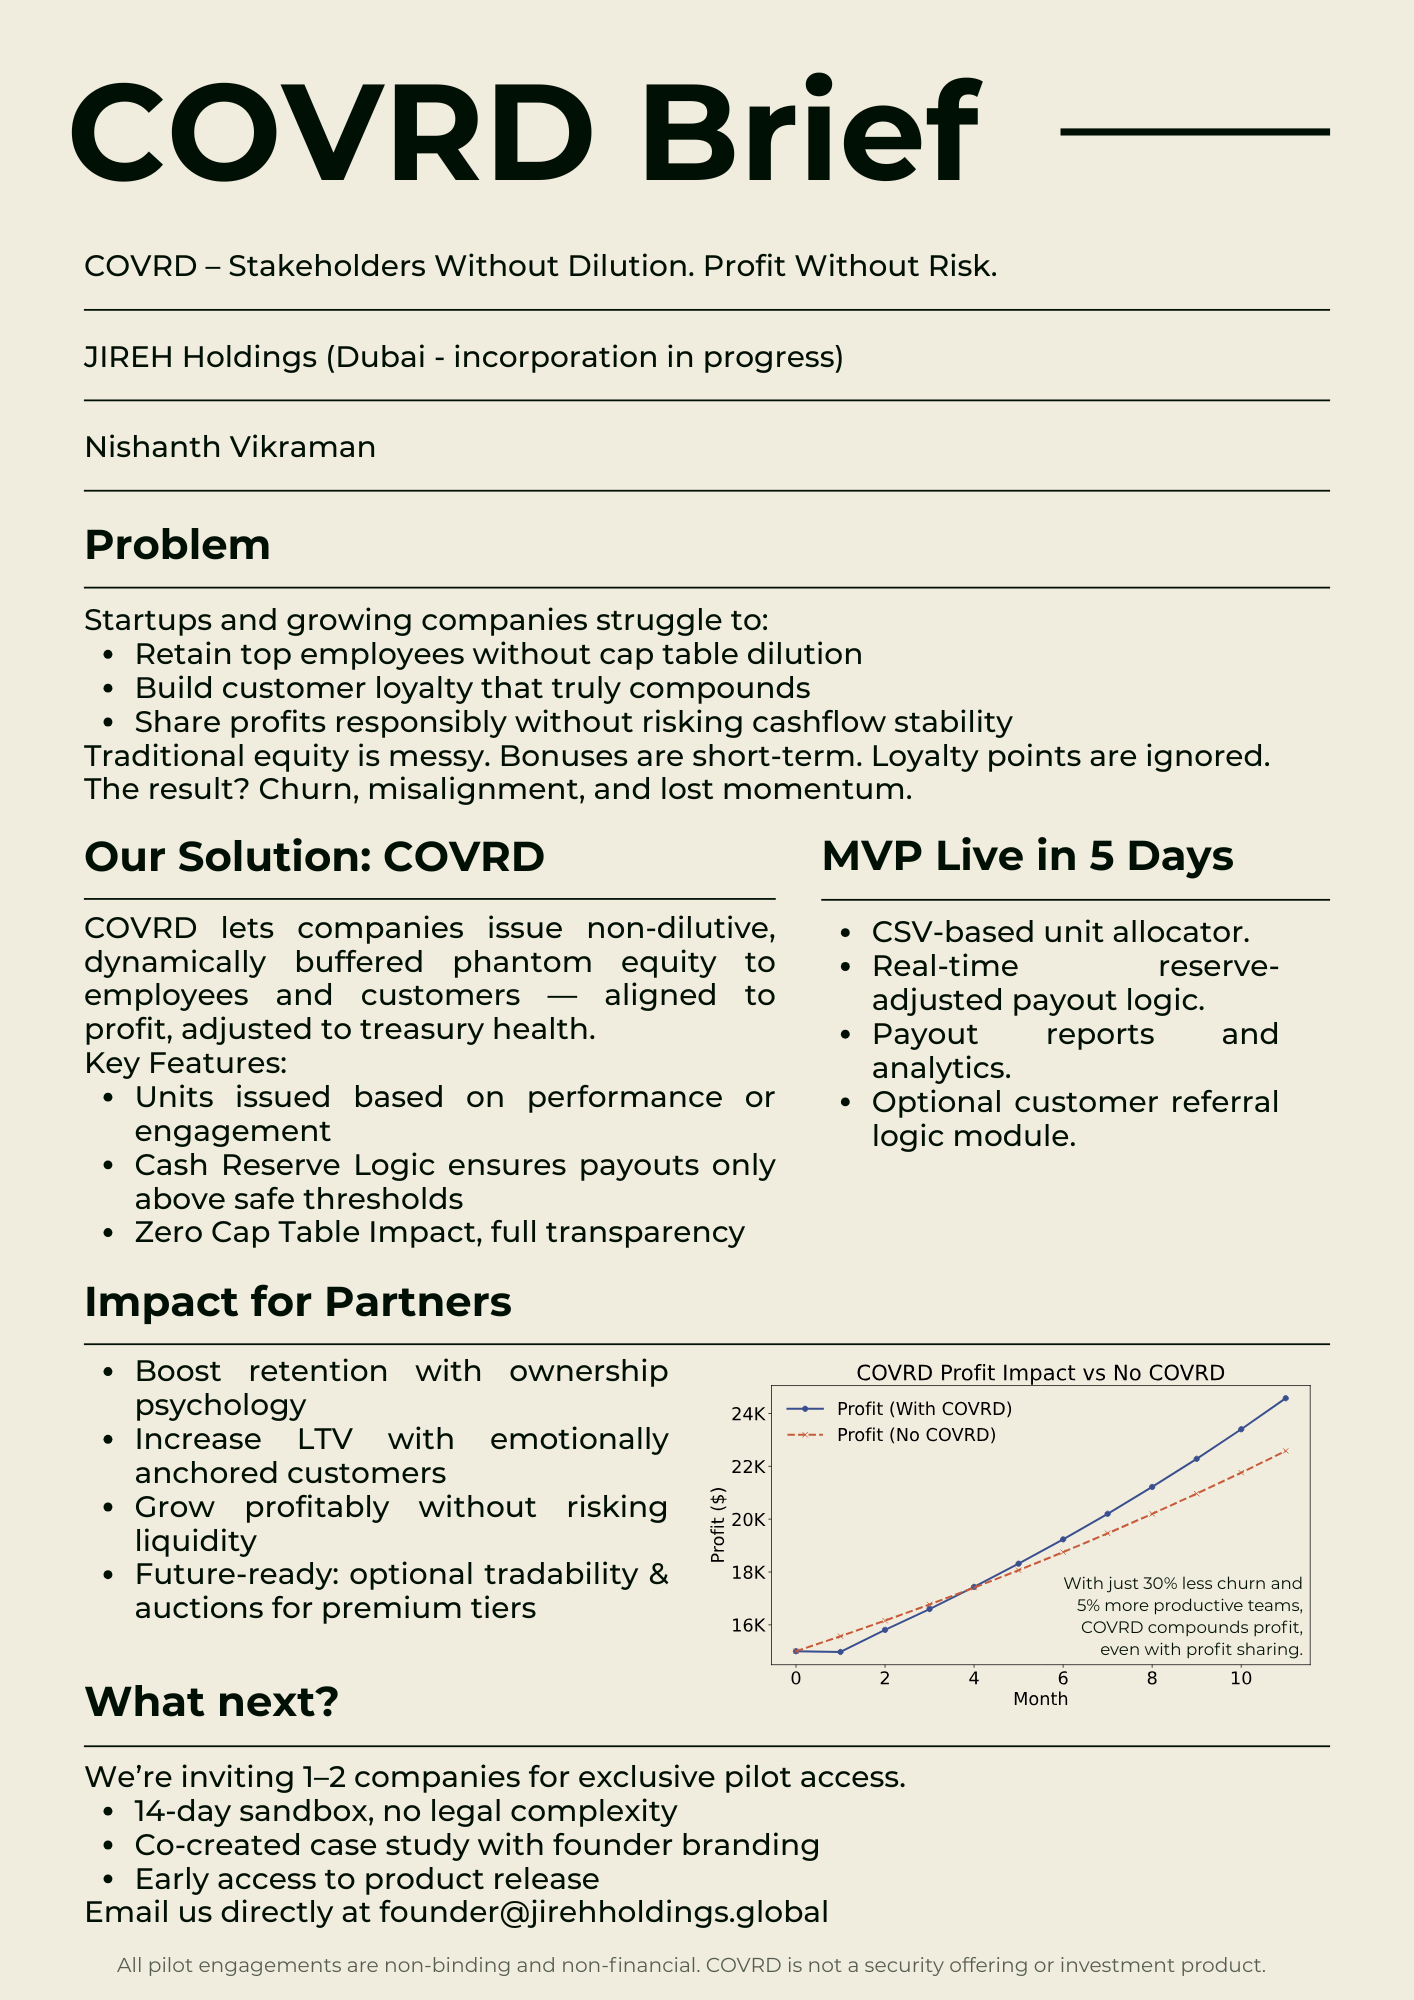 COVRD Brief
COVRD – Stakeholders Without Dilution. Profit Without Risk.
JIREH Holdings (Dubai - incorporation in progress)
Nishanth Vikraman
Problem
Startups and growing companies struggle to:
• Retain top employees without cap table dilution
• Build customer loyalty that truly compounds
• Share profits responsibly without risking cashflow stability
Traditional equity is messy. Bonuses are short-term. Loyalty points are ignored.
The result? Churn, misalignment, and lost momentum.
Our Solution: COVRD
COVRD lets companies issue non-dilutive,
dynamically buffered phantom equity to
employees and customers — aligned to
profit, adjusted to treasury health.
Key Features:
• Units issued based on performance or
engagement
• Cash Reserve Logic ensures payouts only
above safe thresholds
• Zero Cap Table Impact, full transparency
MVP Live in 5 Days
• CSV-based unit allocator.
• Real-time reserve-
adjusted payout logic.
• Payout reports and
analytics.
• Optional customer referral
logic module.
Impact for Partners
• Boost retention with ownership
psychology
• Increase LTV with emotionally
anchored customers
• Grow profitably without risking
liquidity
• Future-ready: optional tradability &
auctions for premium tiers
COVRD Profit Impact vs No COVRD
Profit (With COVRD)
Profit (No COVRD)
Profit ($)
24K
22K
20K
18K
16K
With just 30% less churn and
5% more productive teams,
COVRD compounds profit,
even with profit sharing.
0 2 4 6 8 10
Month
What next?
We’re inviting 1–2 companies for exclusive pilot access.
• 14-day sandbox, no legal complexity
• Co-created case study with founder branding
• Early access to product release
Email us directly at founder@jirehholdings.global
All pilot engagements are non-binding and non-financial. COVRD is not a security offering or investment product.